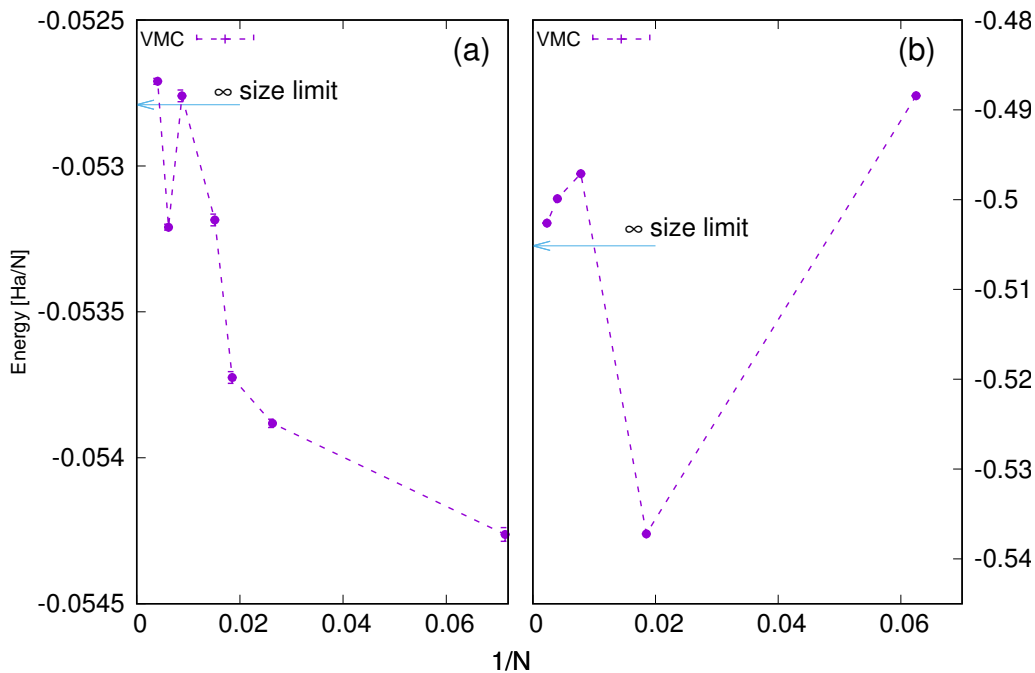 -0.0525
-0.053
-0.0535
-0.054
-0.0545
Energy [Ha/N]
VMC
(a)
∞ size limit
0
0.02
0.04
0.06
VMC
(b)
∞ size limit
0
0.02
0.04
0.06
-0.48
-0.49
-0.5
-0.51
-0.52
-0.53
-0.54
1/N